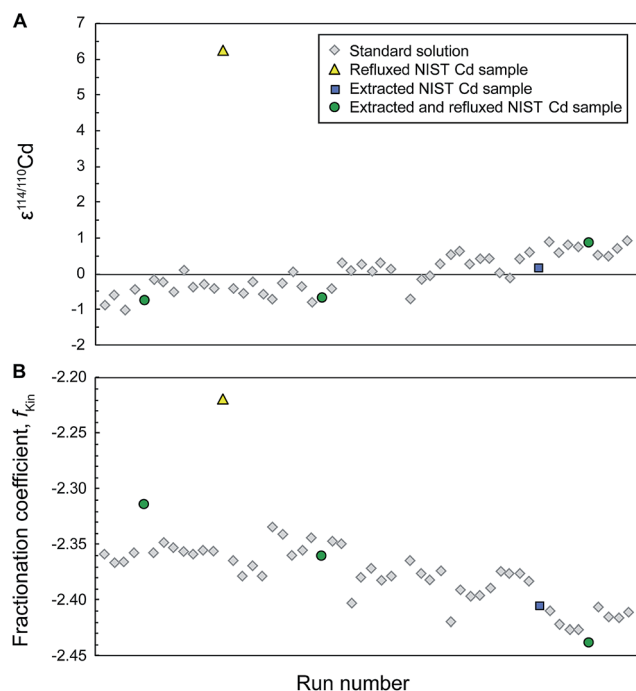 A
7
6
5
4
3
2
1
0
-1
-2
ε114/110Cd
Standard solution
Refluxed NIST Cd sample
Extracted NIST Cd sample
Extracted and refluxed NIST Cd sample
B
-2.20
-2.25
-2.30
-2.35
-2.40
-2.45
Fractionation coefficient, fKin
Run number